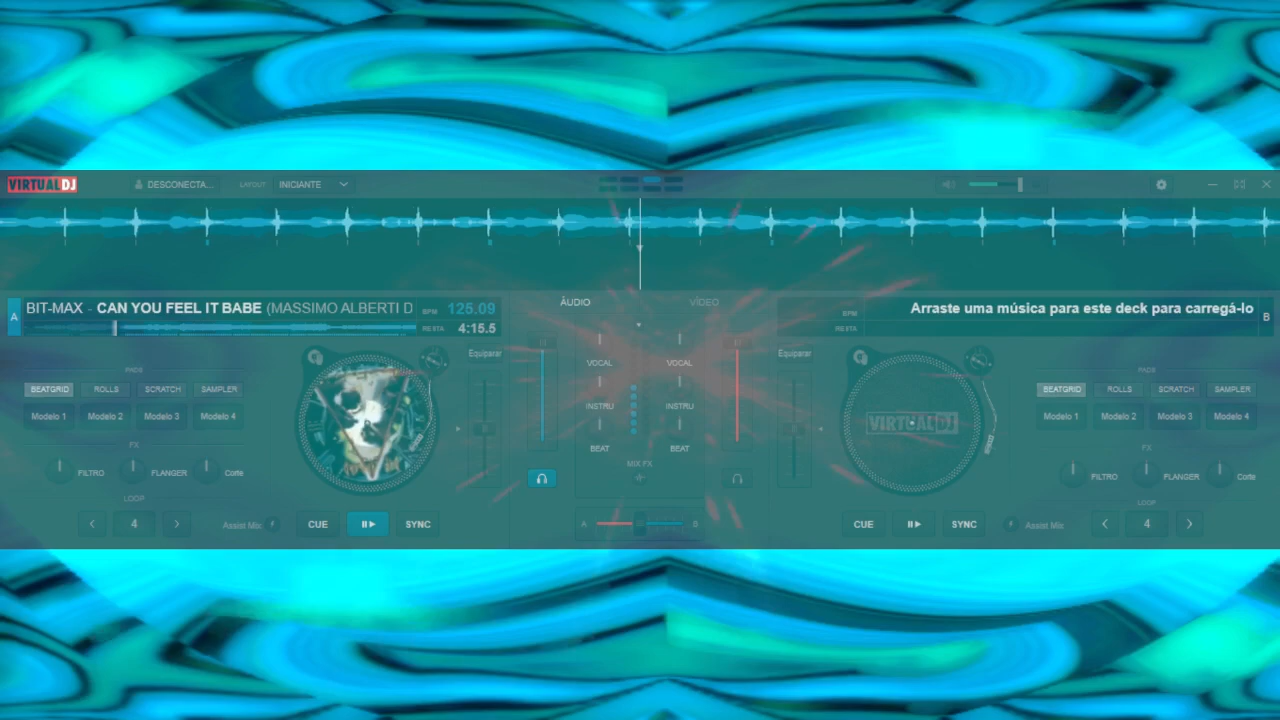 VIRTUALDJ
DESCONECTA...
LAYOUT
INICIANTE
A
BIT-MAX - CAN YOU FEEL IT BABE (MASSIMO ALBERTI D
BPM
125.09
RESTA
4:15.5
ÁUDIO
VÍDEO
BPM
RESTA
Arraste uma música para este deck para carregá-lo
B
Equiparar
VOCAL
VOCAL
INSTRU
INSTRU
BEAT
BEAT
MIX FX
Equiparar
PADS
BEATGRID ROLLS SCRATCH SAMPLER
Modelo 1 Modelo 2 Modelo 3 Modelo 4
FX
FILTRO FLANGER Corte
LOOP
4
Assist Mix
CUE
SYNC
A
VIRTUALDJ
PADS
BEATGRID ROLLS SCRATCH SAMPLER
Modelo 1 Modelo 2 Modelo 3 Modelo 4
FX
FILTRO FLANGER Corte
LOOP
CUE
SYNC
Assist Mix
4